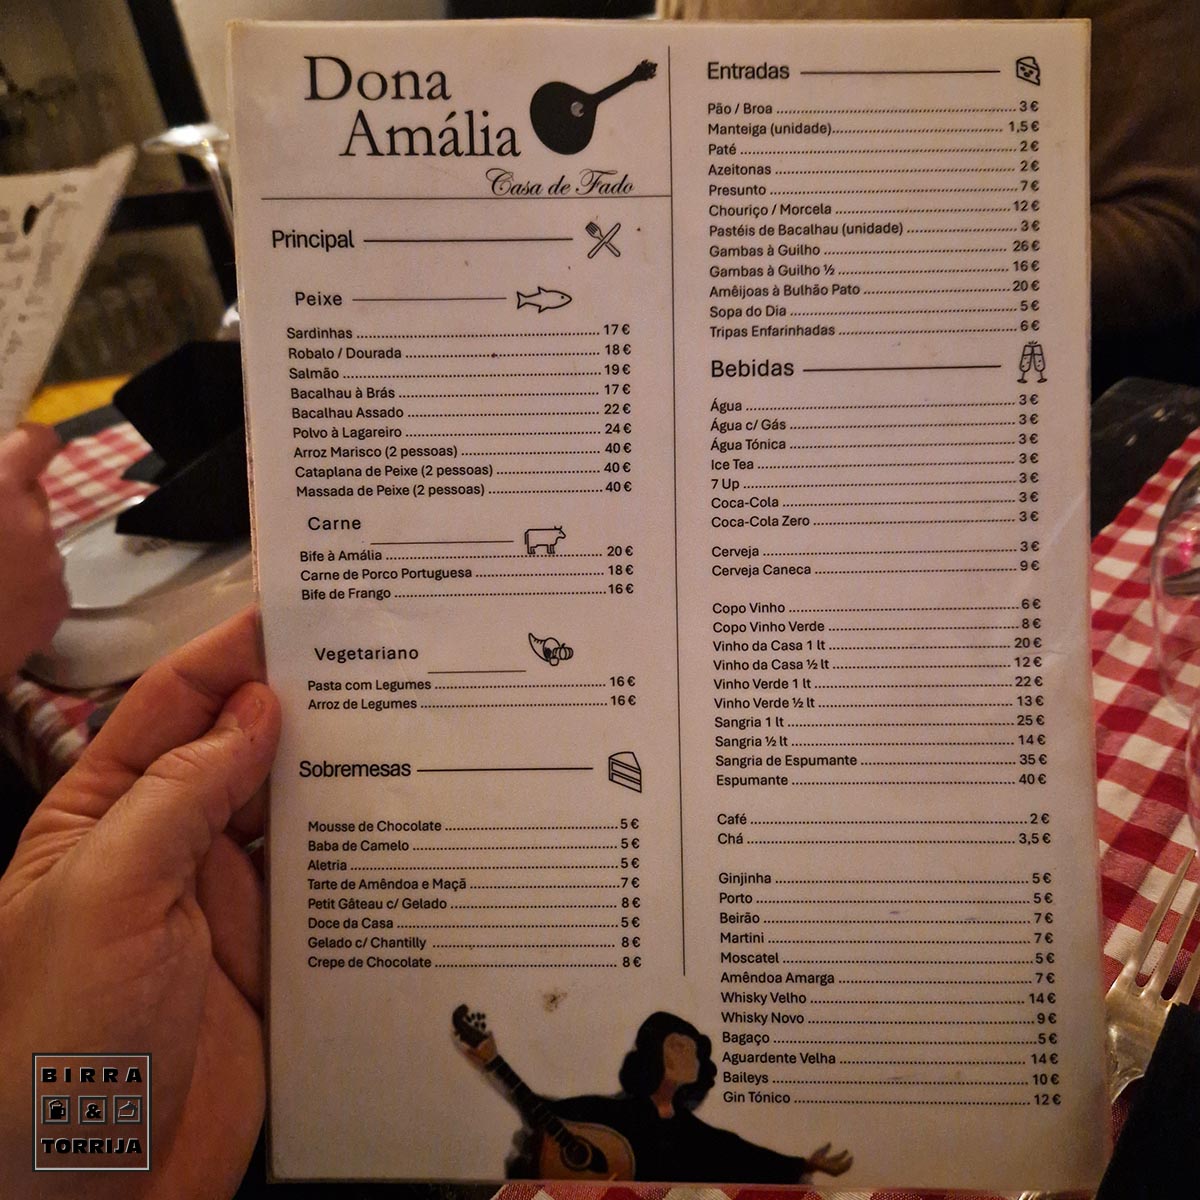 Dona
Amália
Casa de Fado
Principal
Peixe
Sardinhas 17 €
Robalo / Dourada 18 €
Salmão 19 €
Bacalhau à Brás 17 €
Bacalhau Assado 22 €
Polvo à Lagareiro 24 €
Arroz Marisco (2 pessoas) 40 €
Cataplana de Peixe (2 pessoas) 40 €
Massada de Peixe (2 pessoas) 40 €
Carne
Bife à Amália 20 €
Carne de Porco Portuguesa 18 €
Bife de Frango 16 €
Vegetariano
Pasta com Legumes 16 €
Arroz de Legumes 16 €
Sobremesas
Mousse de Chocolate 5 €
Baba de Camelo 5 €
Aletria 5 €
Tarte de Amêndoa e Maçã 7 €
Petit Gâteau c/ Gelado 8 €
Doce da Casa 5 €
Gelado c/ Chantilly 8 €
Crepe de Chocolate 8 €
Entradas
Pão / Broa 3 €
Manteiga (unidade) 1,5 €
Paté 2 €
Azeitonas 2 €
Presunto 7 €
Chouriço / Morcela 12 €
Pastéis de Bacalhau (unidade) 3 €
Gambas à Guilho 26 €
Gambas à Guilho ½ 16 €
Amêijoas à Bulhão Pato 20 €
Sopa do Dia 5 €
Tripas Enfarinhadas 6 €
Bebidas
Água 3 €
Água c/ Gás 3 €
Água Tónica 3 €
Ice Tea 3 €
7 Up 3 €
Coca-Cola 3 €
Coca-Cola Zero 3 €
Cerveja 3 €
Cerveja Caneca 9 €
Copo Vinho 6 €
Copo Vinho Verde 8 €
Vinho da Casa 1 lt 20 €
Vinho da Casa ½ lt 12 €
Vinho Verde 1 lt 22 €
Vinho Verde ½ lt 13 €
Sangria 1 lt 25 €
Sangria ½ lt 14 €
Sangria de Espumante 35 €
Espumante 40 €
Café 2 €
Chá 3,5 €
Ginjinha 5 €
Porto 5 €
Beirão 7 €
Martini 7 €
Moscatel 5 €
Amêndoa Amarga 7 €
Whisky Velho 14 €
Whisky Novo 9 €
Bagaço 5 €
Aguardente Velha 14 €
Baileys 10 €
Gin Tónico 12 €
BIRRA
&
TORRIJA